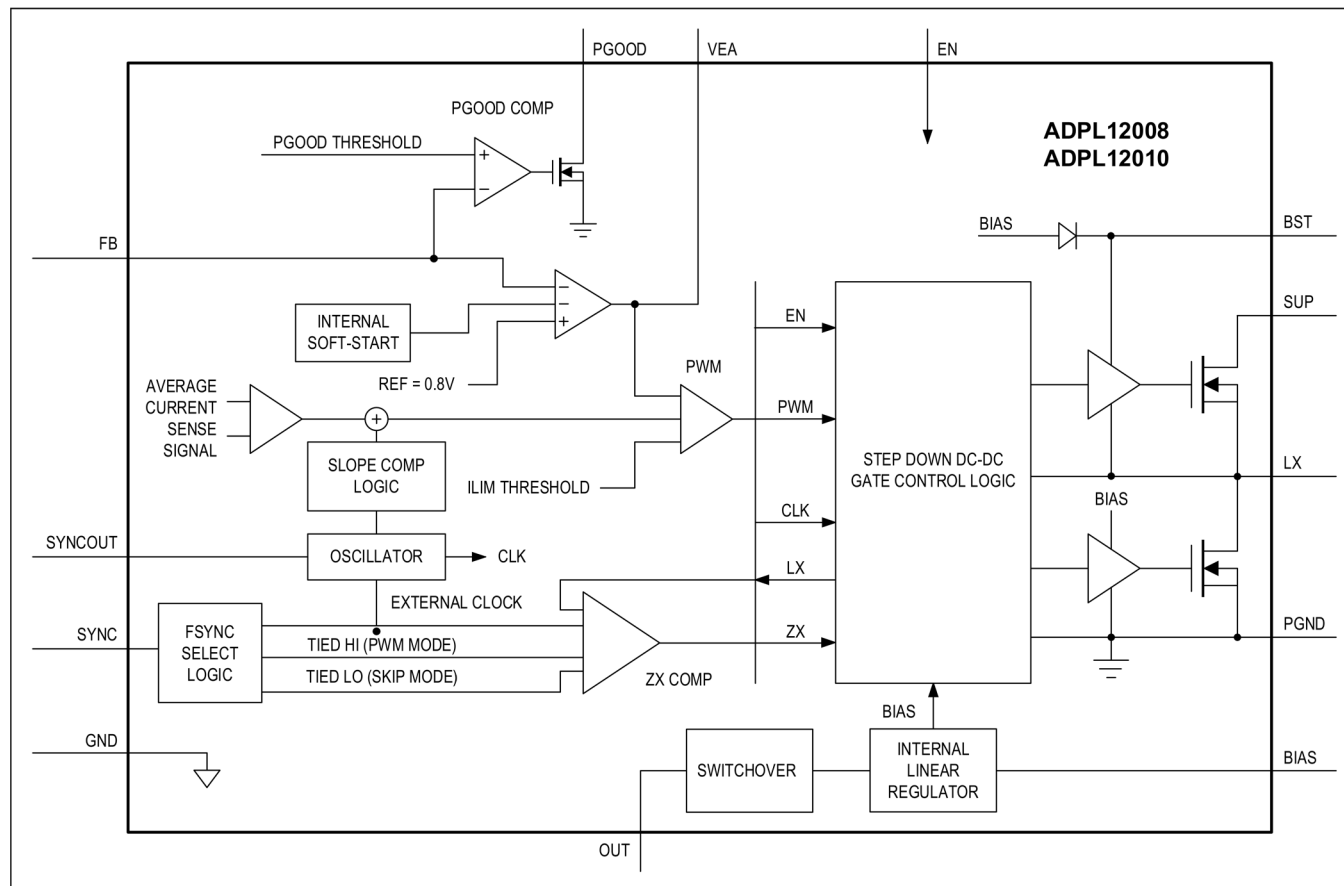 PGOOD
VEA
EN
PGOOD COMP
ADPL12008
ADPL12010
PGOOD THRESHOLD
+
−
FB
BIAS
BST
−
−
+
INTERNAL
SOFT-START
EN
SUP
REF = 0.8V
PWM
AVERAGE
CURRENT
SENSE
SIGNAL
+
PWM
STEP DOWN DC-DC
GATE CONTROL LOGIC
SLOPE COMP
LOGIC
ILIM THRESHOLD
LX
BIAS
CLK
SYNCOUT
OSCILLATOR
CLK
LX
EXTERNAL CLOCK
SYNC
FSYNC
SELECT
LOGIC
TIED HI (PWM MODE)
TIED LO (SKIP MODE)
ZX
ZX COMP
PGND
BIAS
GND
SWITCHOVER
INTERNAL
LINEAR
REGULATOR
BIAS
OUT